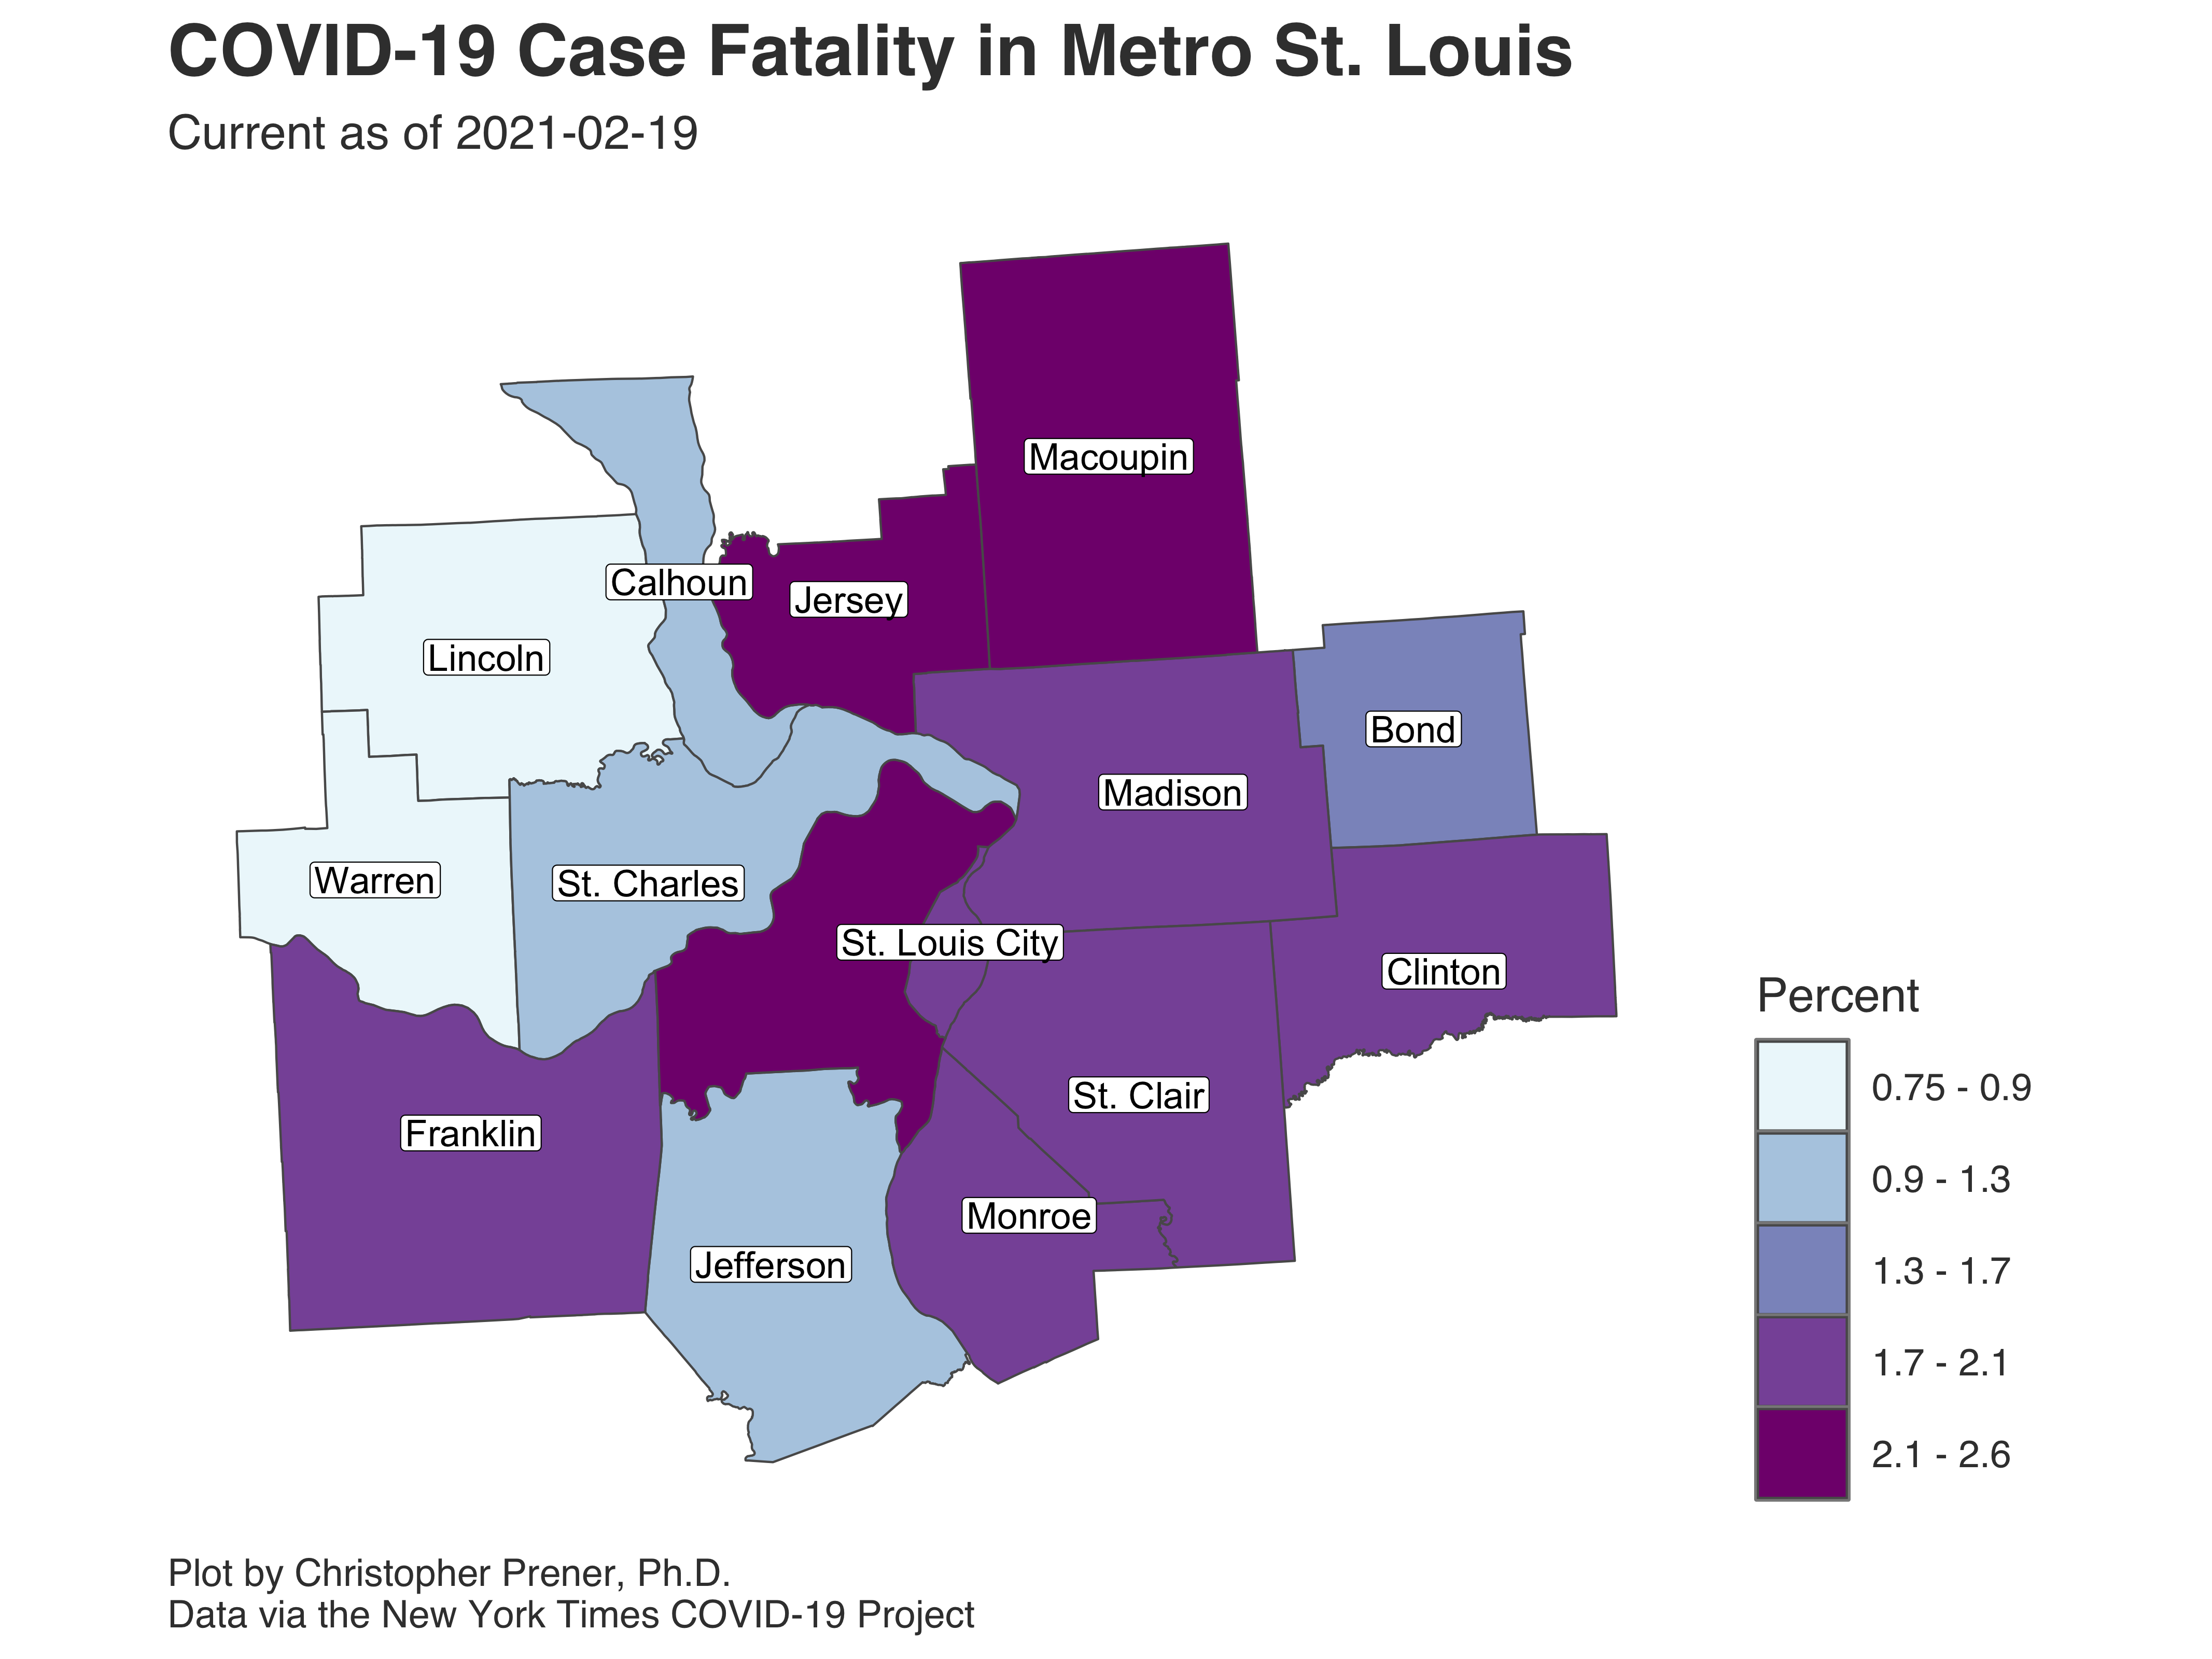 COVID-19 Case Fatality in Metro St. Louis
Current as of 2021-02-19
Macoupin
Calhoun
Jersey
Lincoln
Bond
Madison
Warren
St. Charles
St. Louis City
Clinton
St. Clair
Franklin
Monroe
Jefferson
Percent
0.75 - 0.9
0.9 - 1.3
1.3 - 1.7
1.7 - 2.1
2.1 - 2.6
Plot by Christopher Prener, Ph.D.
Data via the New York Times COVID-19 Project